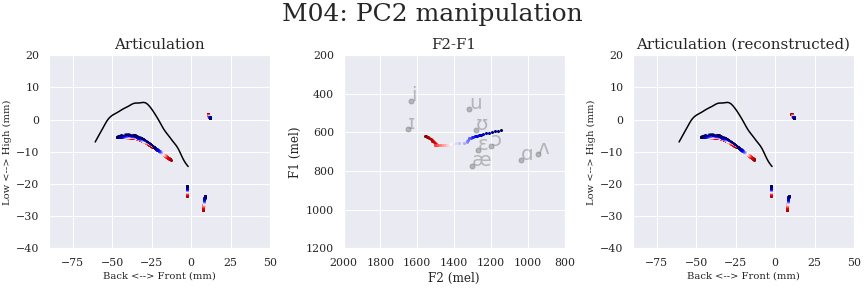 M04: PC2 manipulation
Articulation
F2-F1
Articulation (reconstructed)
Low <--> High (mm)
20
10
0
−10
−20
−30
−40
−75
−50
−25
0
25
50
Back <--> Front (mm)
F1 (mel)
200
400
600
800
1000
1200
i
u
ɪ
ʊ
ɛ
ɔ
æ
ɑ
ʌ
2000
1800
1600
1400
1200
1000
800
F2 (mel)
Low <--> High (mm)
20
10
0
−10
−20
−30
−40
−75
−50
−25
0
25
50
Back <--> Front (mm)